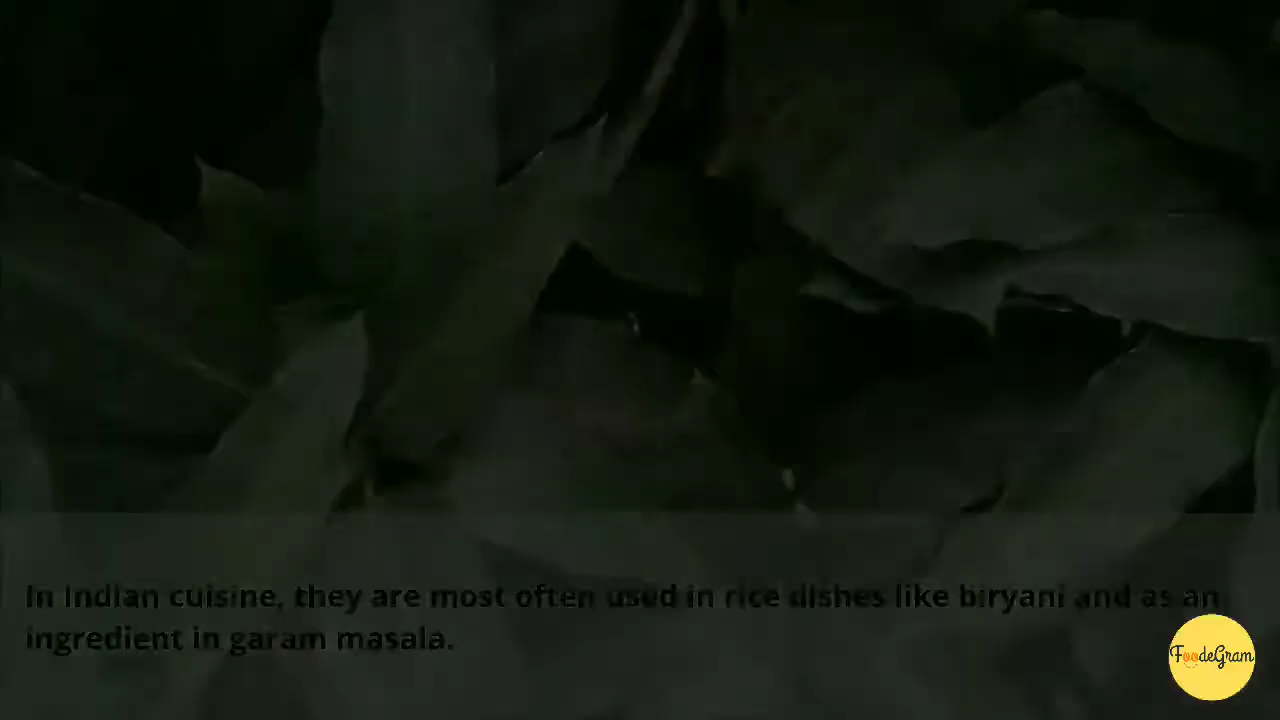 In Indian cuisine, they are most often used in rice dishes like biryani and as an
ingredient in garam masala.
FoodeGram